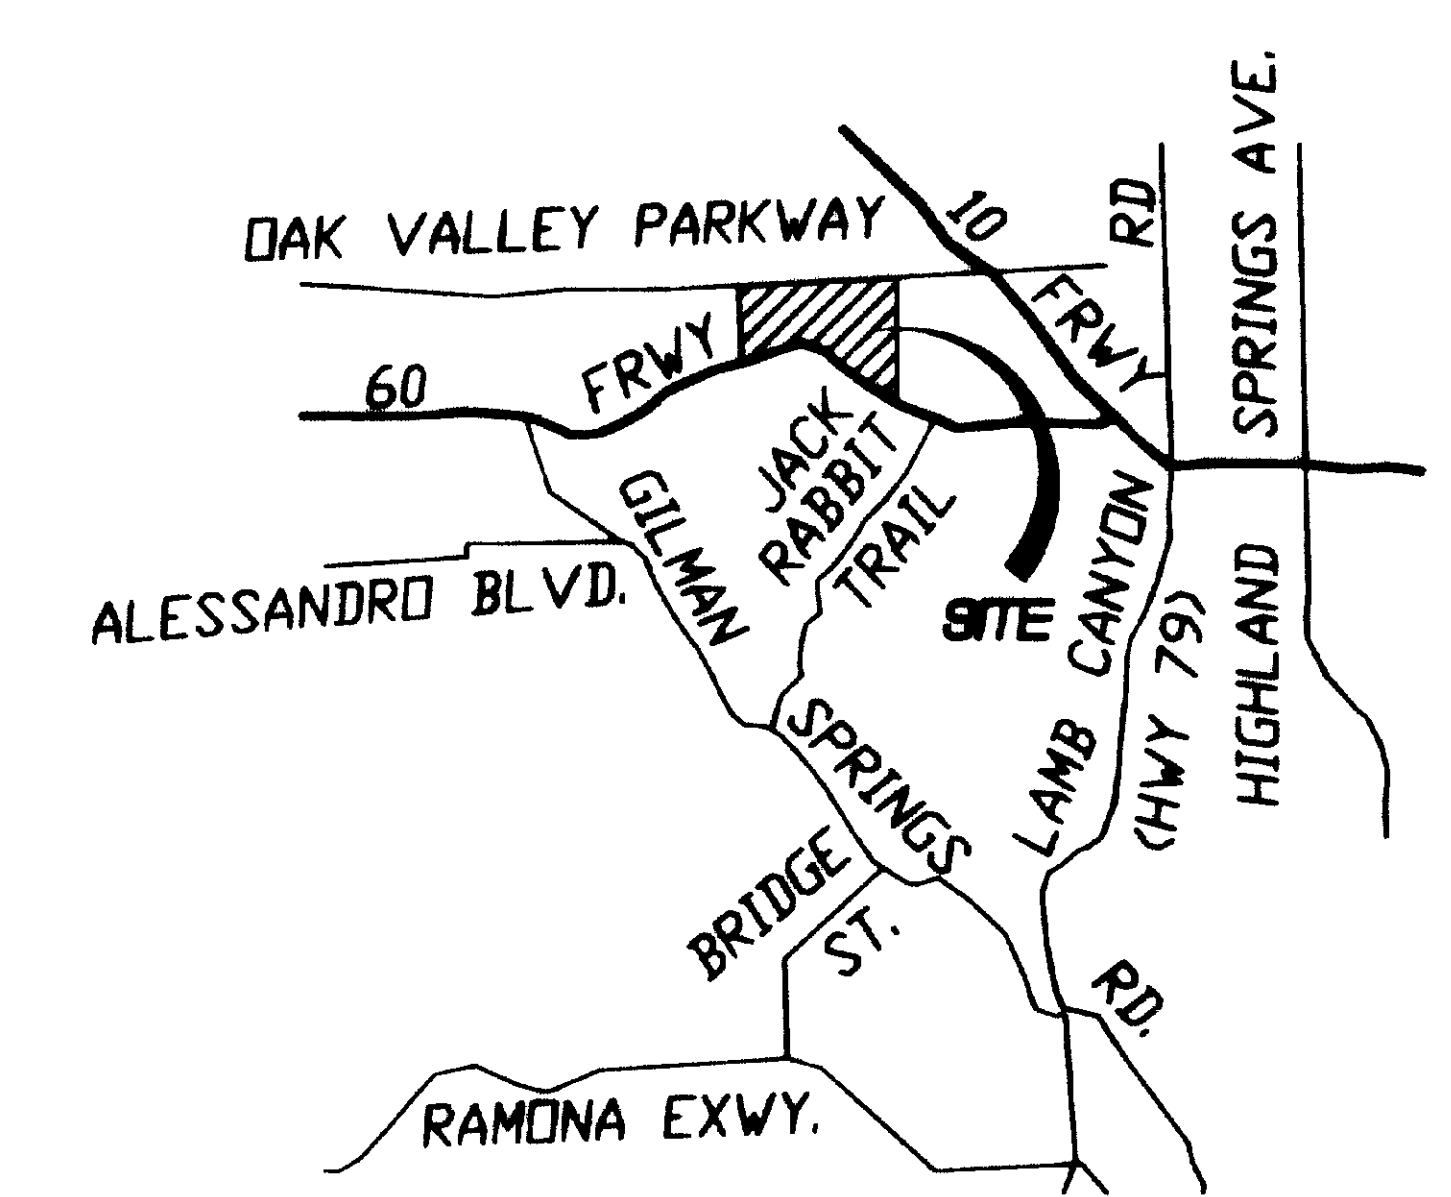 OAK VALLEY PARKWAY
10
FRWY
RD
HIGHLAND SPRINGS AVE.
60 FRWY
JACK
RABBIT
TRAIL
GILMAN SPRINGS RD.
ALESSANDRO BLVD.
SITE
LAMB CANYON
(HWY 79)
BRIDGE
ST.
RAMONA EXWY.